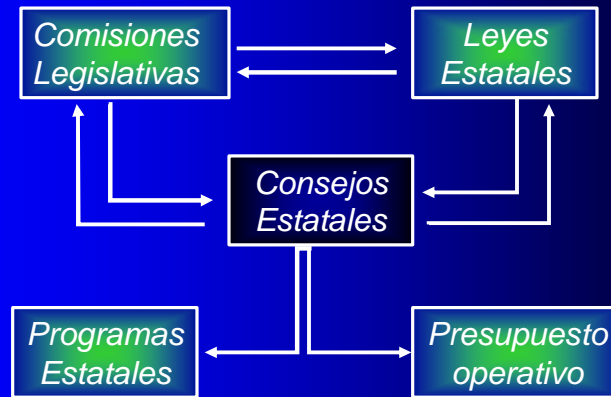 Comisiones
Legislativas
Leyes
Estatales
Consejos
Estatales
Programas
Estatales
Presupuesto
operativo